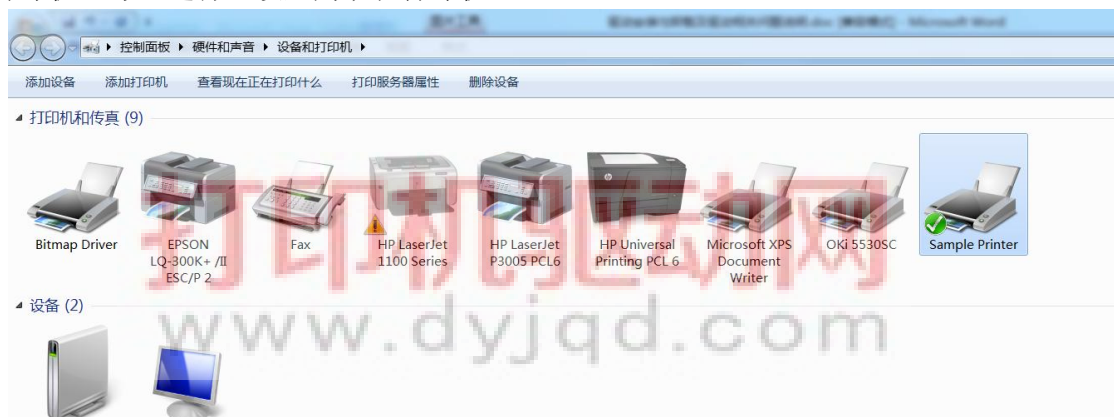 控制面板 ▸ 硬件和声音 ▸ 设备和打印机 ▸
添加设备 添加打印机 查看现在正在打印什么 打印服务器属性 删除设备
打印机和传真 (9)
Bitmap Driver
EPSON
LQ-300K+ /II
ESC/P 2
Fax
HP LaserJet
1100 Series
HP LaserJet
P3005 PCL6
HP Universal
Printing PCL 6
Microsoft XPS
Document
Writer
OKi 5530SC
Sample Printer
打印机驱动网
设备 (2)
www.dyjqd.com